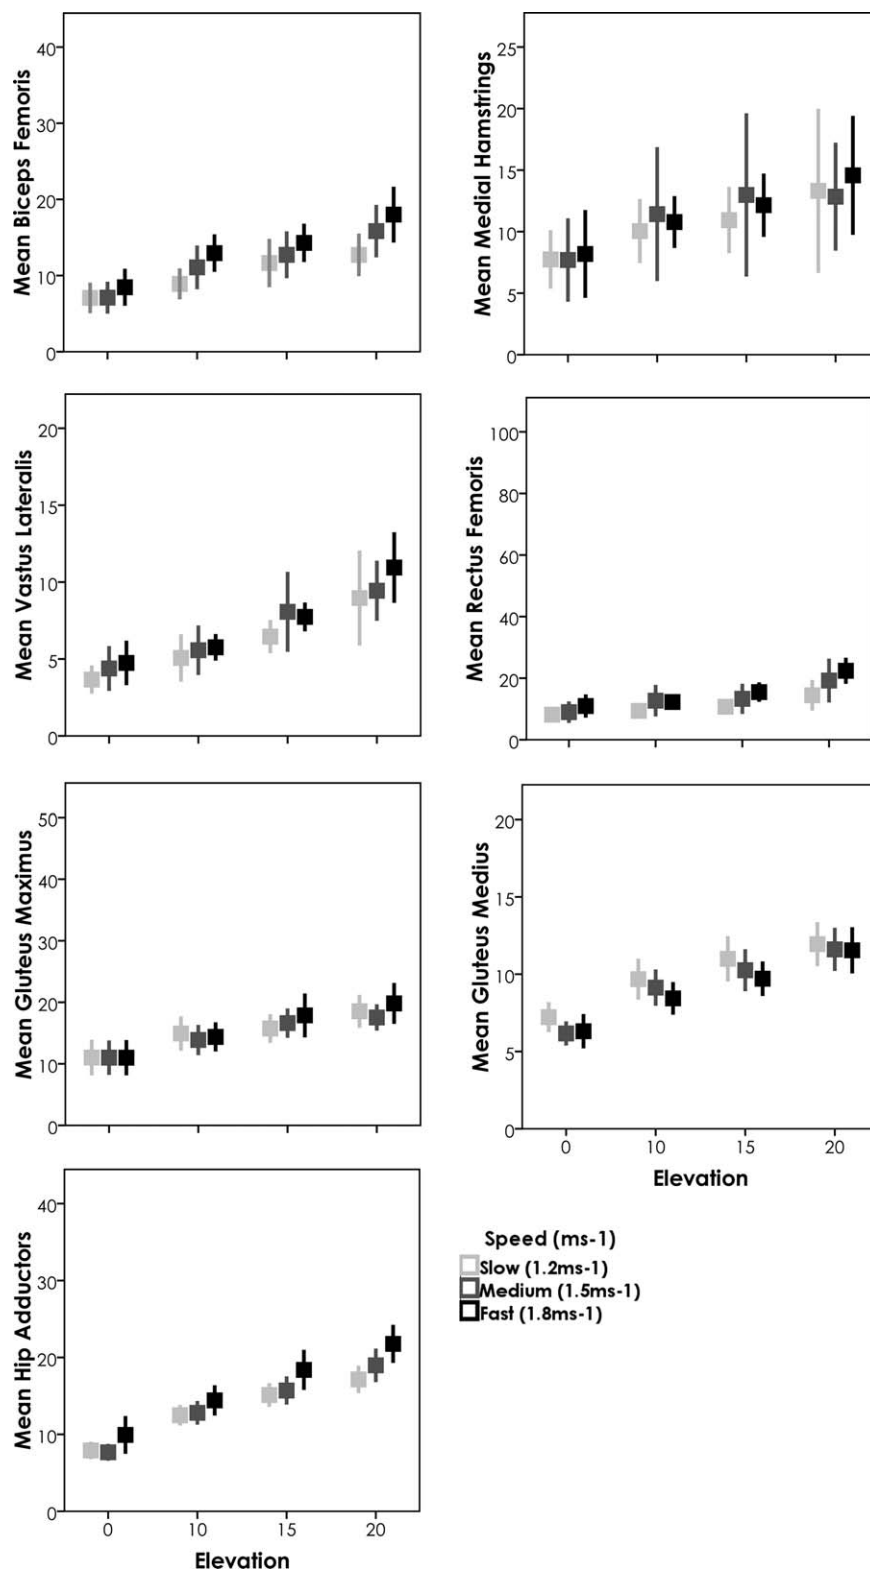 Mean Biceps Femoris
40
30
20
10
0
Mean Medial Hamstrings
25
20
15
10
5
0
Mean Vastus Lateralis
20
15
10
5
0
Mean Rectus Femoris
100
80
60
40
20
0
Mean Gluteus Maximus
50
40
30
20
10
0
Mean Gluteus Medius
20
15
10
5
0
0 10 15 20
Elevation
Mean Hip Adductors
40
30
20
10
0
0 10 15 20
Elevation
Speed (ms-1)
Slow (1.2ms-1)
Medium (1.5ms-1)
Fast (1.8ms-1)